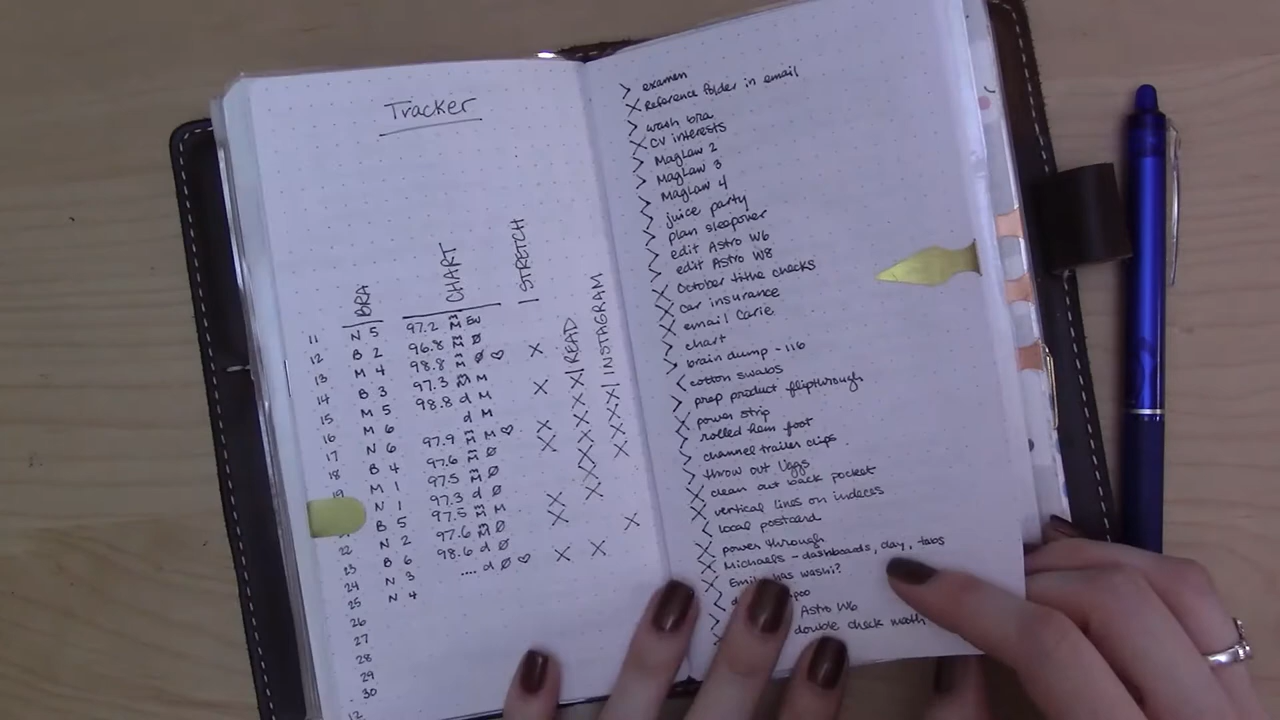 Tracker
BRA
CHART
STRETCH
READ
INSTAGRAM
11 N 5 97.2
12 B 2 96.8
13 M 4 98.8
14 B 3 97.3
15 M 5 98.8 d M
16 M 6 d M
17 N 6 97.9
18 B 4 97.6
19 M 1 97.5
N 1 97.3 d Ø
B 5 97.5
22 N 2 97.6
23 B 6 98.6 d Ø
24 N 3 .... d Ø ♡
25 N 4
26
27
28
29
30
> examen
X Reference folder in email
> wash bra
X CV interests
> MagLaw 2
> MagLaw 3
> MagLaw 4
> juice party
> plan sleepover
> edit Astro W6
> edit Astro W8
X October tithe checks
X car insurance
X email Carie
> chart
> brain dump - 116
< cotton swabs
> prep product flipthrough
X power strip
> rolled hem foot
> channel trailer clips
> throw out Uggs
X clean out back pocket
X vertical lines on indexes
< local postcard
X power through
X Michaels - dashboards, day, tabs
X has washi?
Astro W6
double check math